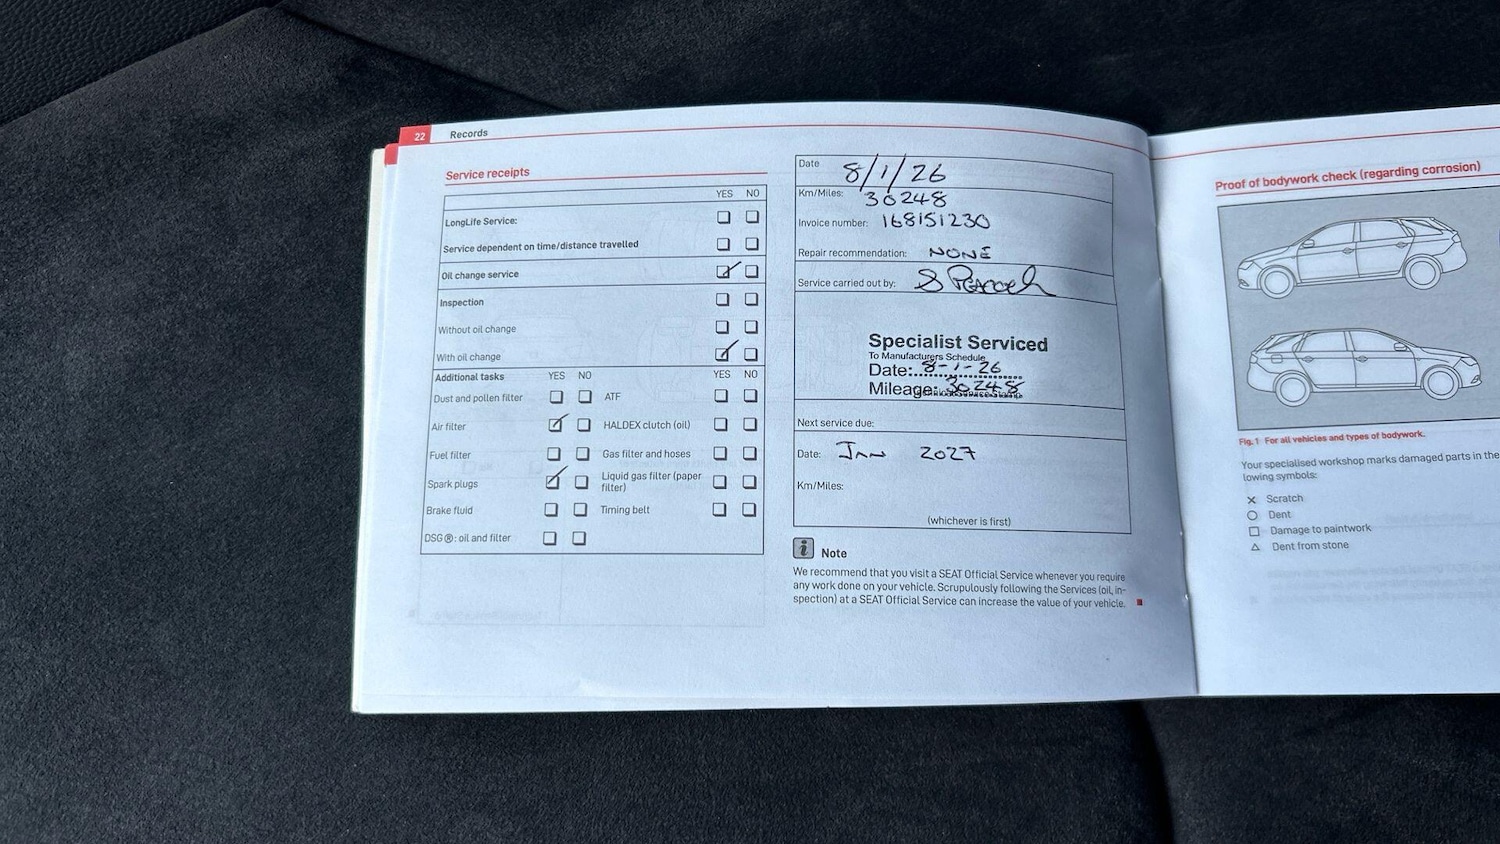 22 Records
Service receipts
YES NO
LongLife Service:
Service dependent on time/distance travelled
Oil change service
Inspection
Without oil change
With oil change
Additional tasks YES NO YES NO
Dust and pollen filter ATF
Air filter HALDEX clutch (oil)
Fuel filter Gas filter and hoses
Spark plugs Liquid gas filter (paper
filter)
Brake fluid Timing belt
DSG®: oil and filter
Date 8/1/26
Km/Miles: 30248
Invoice number: 168151230
Repair recommendation: NONE
Service carried out by:
Specialist Serviced
To Manufacturers Schedule
Date: 8-1-26
Mileage: 30248
Next service due:
Date: JAN 2027
Km/Miles:
(whichever is first)
i Note
We recommend that you visit a SEAT Official Service whenever you require
any work done on your vehicle. Scrupulously following the Services (oil, in-
spection) at a SEAT Official Service can increase the value of your vehicle.
Proof of bodywork check (regarding corrosion)
Fig. 1 For all vehicles and types of bodywork.
Your specialised workshop marks damaged parts in the
lowing symbols:
Scratch
Dent
Damage to paintwork
Dent from stone